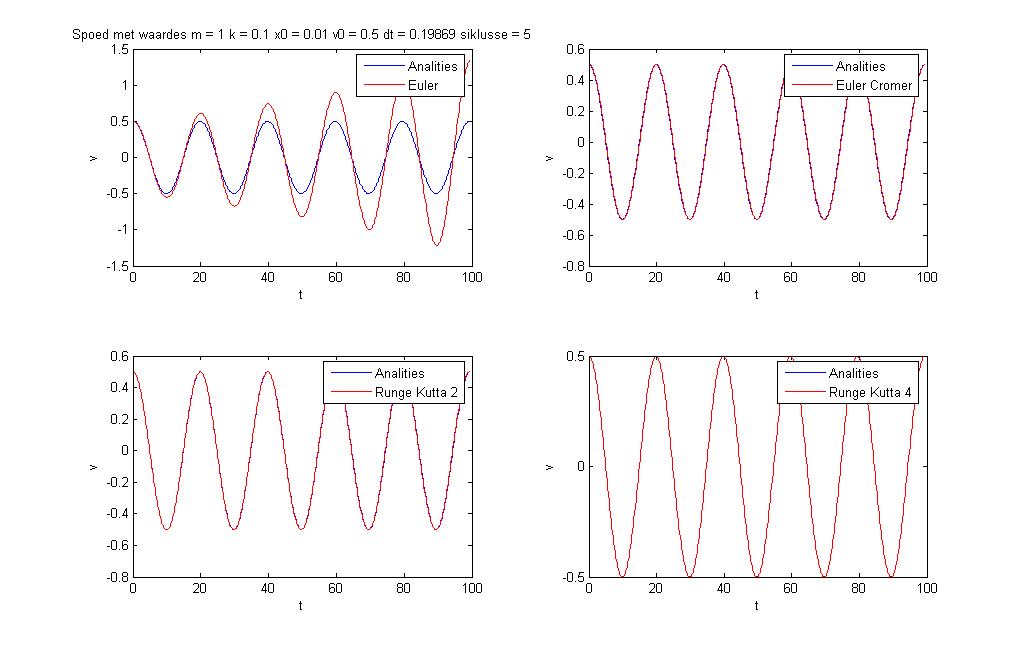 Spoed met waardes m = 1 k = 0.1 x0 = 0.01 v0 = 0.5 dt = 0.19869 siklusse = 5
1.5
1
0.5
0
-0.5
-1
-1.5
v
0 20 40 60 80 100
t
Analities
Euler
0.6
0.4
0.2
0
-0.2
-0.4
-0.6
-0.8
v
0 20 40 60 80 100
t
Analities
Euler Cromer
0.6
0.4
0.2
0
-0.2
-0.4
-0.6
-0.8
v
0 20 40 60 80 100
t
Analities
Runge Kutta 2
0.5
0
-0.5
v
0 20 40 60 80 100
t
Analities
Runge Kutta 4